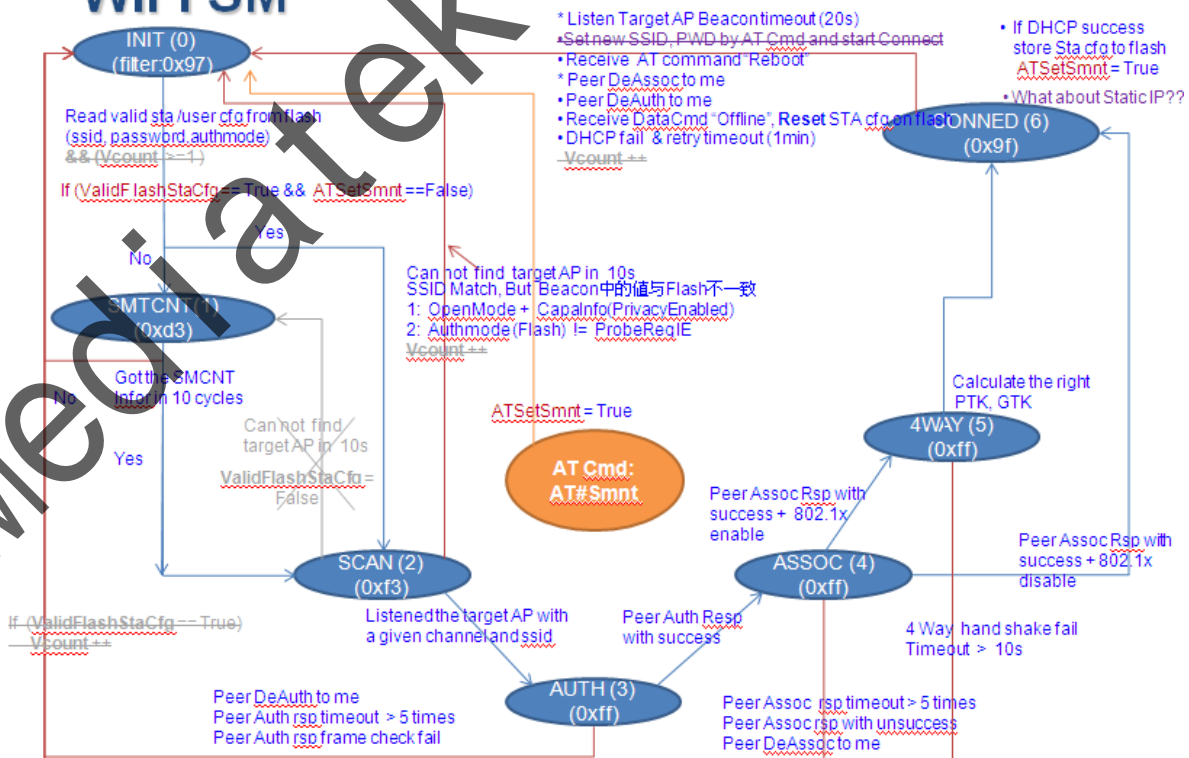 WIFI SM
INIT (0)
(filter:0x97)
* Listen Target AP Beacon timeout (20s)
•Set new SSID, PWD by AT Cmd and start Connect
•Receive AT command "Reboot"
* Peer DeAssoc to me
•Peer DeAuth to me
•Receive DataCmd "Offline", Reset STA cfg on flash
•DHCP fail & retry timeout (1min)
Vcount ++
• If DHCP success
store Sta cfg to flash
ATSetSmnt = True
•What about Static IP??
CONNED (6)
(0x9f)
Read valid sta /user cfg from flash
(ssid, password,authmode)
&& (Vcount >=1)
If (ValidFlashStaCfg == True && ATSetSmnt ==False)
Yes
No
SMTCNT(1)
(0xd3)
Can not find target AP in 10s
SSID Match, But Beacon中的値与Flash不一致
1: OpenMode + CapaInfo(PrivacyEnabled)
2: Authmode (Flash) != ProbeReqIE
Vcount ++
Got the SMCNT
Infor in 10 cycles
No
Yes
Can not find
target AP in 10s
ValidFlashStaCfg =
False
ATSetSmnt = True
AT Cmd:
AT#Smnt
Calculate the right
PTK, GTK
4WAY (5)
(0xff)
Peer Assoc Rsp with
success + 802.1x
enable
Peer Assoc Rsp with
success + 802.1x
disable
SCAN (2)
(0xf3)
ASSOC (4)
(0xff)
If (ValidFlashStaCfg == True)
Vcount ++
Listened the target AP with
a given channel and ssid
Peer Auth Resp
with success
4 Way hand shake fail
Timeout > 10s
AUTH (3)
(0xff)
Peer DeAuth to me
Peer Auth rsp timeout > 5 times
Peer Auth rsp frame check fail
Peer Assoc rsp timeout > 5 times
Peer Assoc rsp with unsuccess
Peer DeAssoc to me
Mediatek